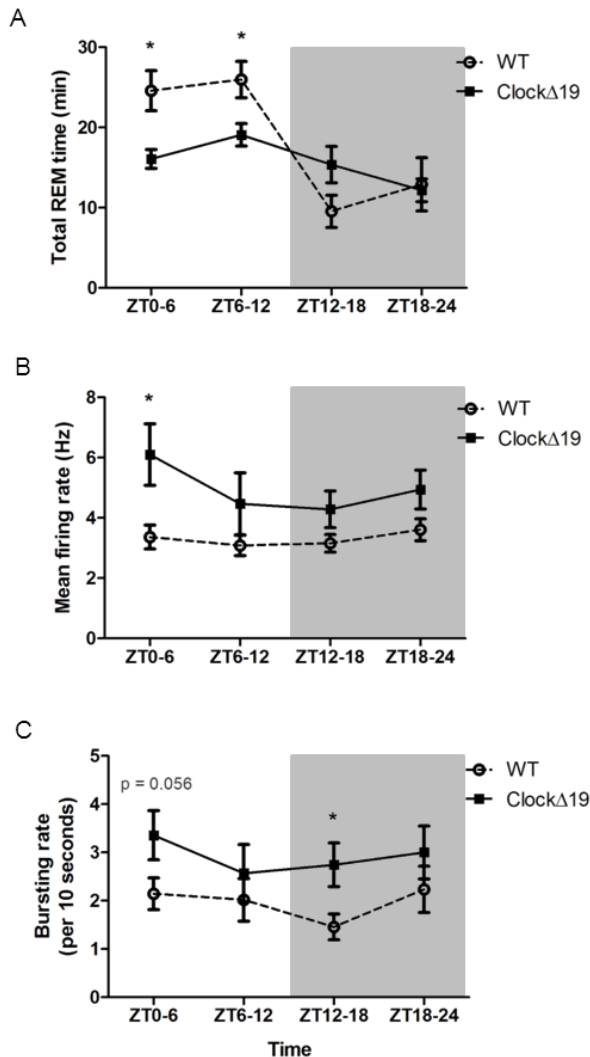 A
Total REM time (min)
30
20
10
0
*
*
WT
ClockΔ19
ZT0-6 ZT6-12 ZT12-18 ZT18-24
B
Mean firing rate (Hz)
8
6
4
2
0
*
WT
ClockΔ19
ZT0-6 ZT6-12 ZT12-18 ZT18-24
C
Bursting rate
(per 10 seconds)
5
4
3
2
1
0
p = 0.056
*
WT
ClockΔ19
ZT0-6 ZT6-12 ZT12-18 ZT18-24
Time